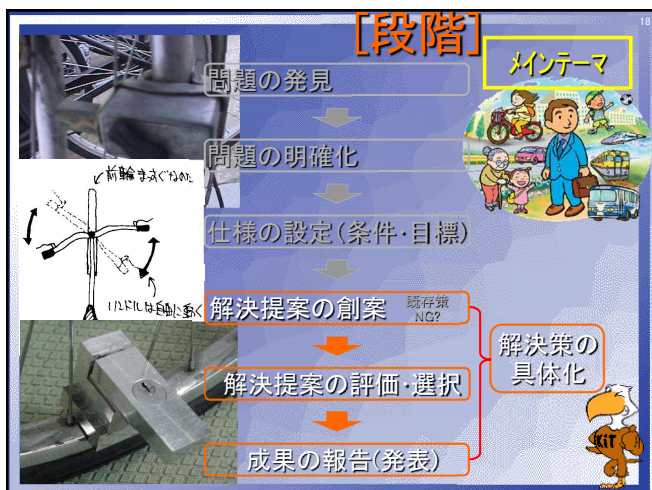 18
[段階]
メインテーマ
問題の発見
問題の明確化
前輪まっすぐなのに
仕様の設定(条件・目標)
ハンドルは自由に動く
解決提案の創案
既存策
NG?
解決策の
具体化
解決提案の評価・選択
KiT
成果の報告(発表)